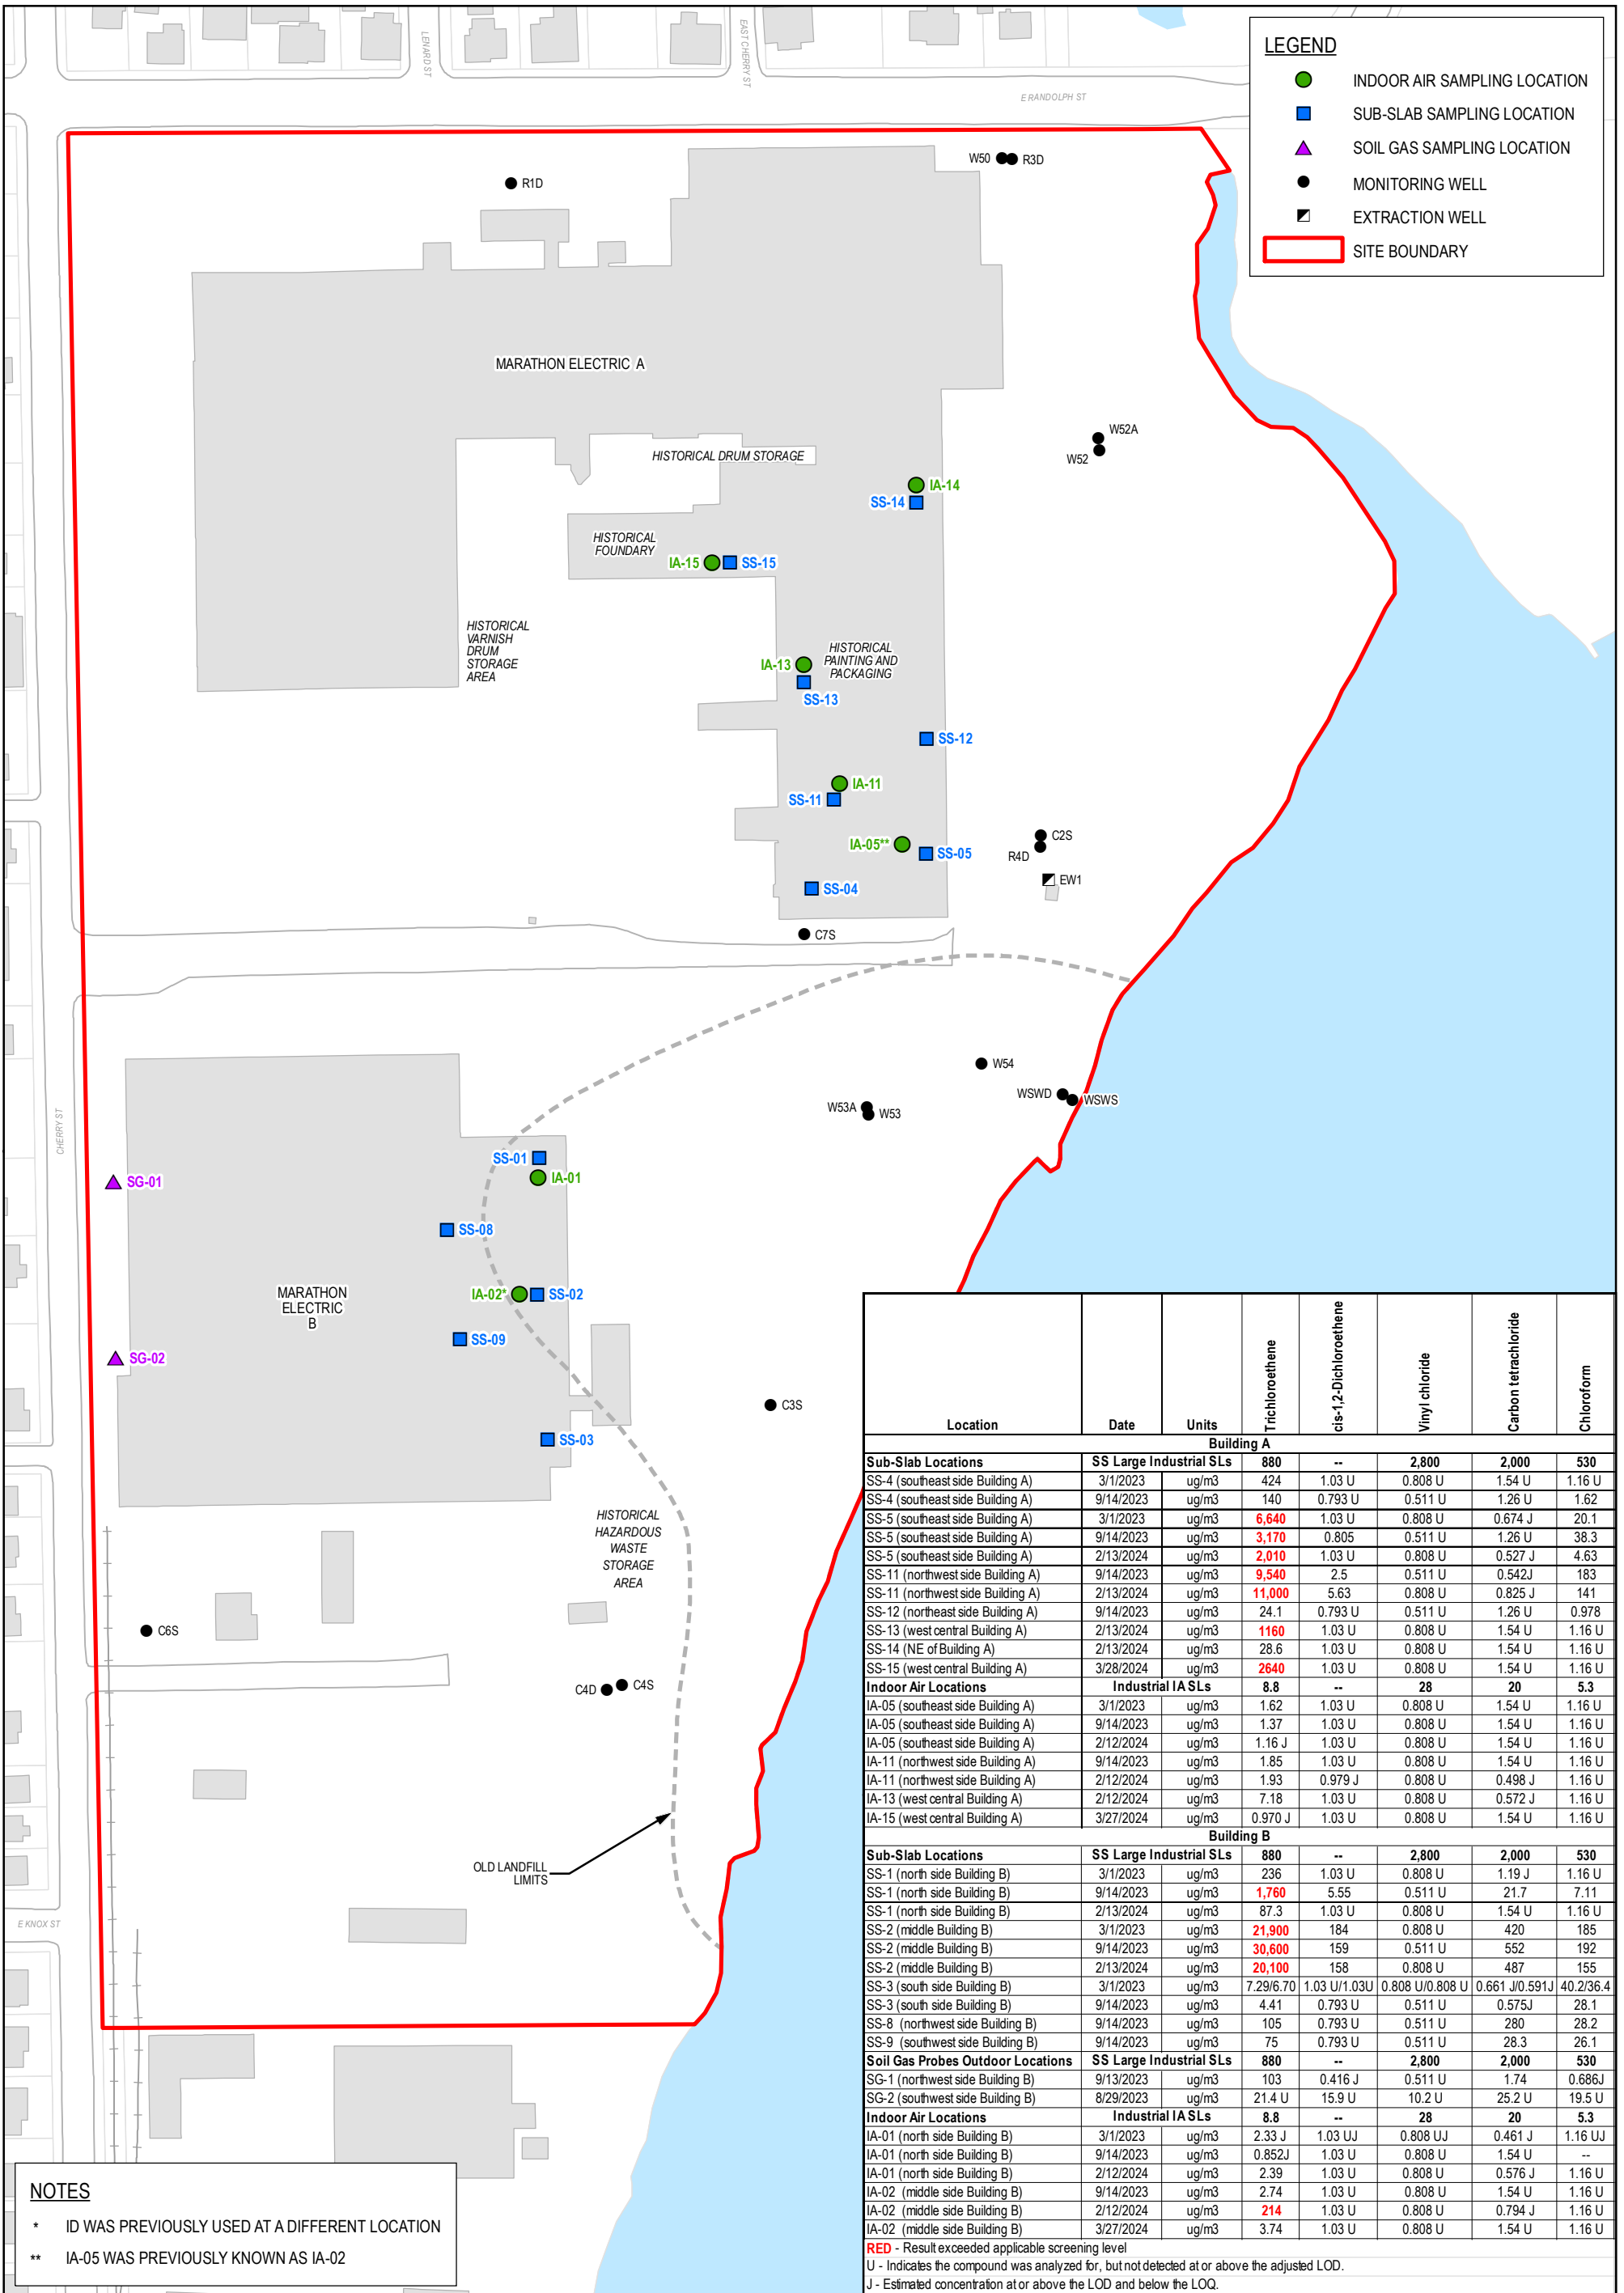 LENARD ST
EAST CHERRY ST
E RANDOLPH ST
LEGEND
INDOOR AIR SAMPLING LOCATION
SUB-SLAB SAMPLING LOCATION
SOIL GAS SAMPLING LOCATION
MONITORING WELL
EXTRACTION WELL
SITE BOUNDARY
W50 R3D
R1D
MARATHON ELECTRIC A
W52A
W52
HISTORICAL DRUM STORAGE
IA-14
SS-14
HISTORICAL
FOUNDARY
IA-15 SS-15
HISTORICAL
VARNISH
DRUM
STORAGE
AREA
HISTORICAL
PAINTING AND
PACKAGING
IA-13
SS-13
SS-12
IA-11
SS-11
IA-05**
SS-05
C2S
R4D
EW1
SS-04
C7S
W54
WSWD
WSWS
W53A
W53
CHERRY ST
SS-01
IA-01
SG-01
SS-08
IA-02* SS-02
MARATHON
ELECTRIC
B
SS-09
SG-02
C3S
SS-03
HISTORICAL
HAZARDOUS
WASTE
STORAGE
AREA
C6S
C4D C4S
OLD LANDFILL
LIMITS
E KNOX ST
Location Date Units Trichloroethene cis-1,2-Dichloroethene Vinyl chloride Carbon tetrachloride Chloroform
Building A
Sub-Slab Locations SS Large Industrial SLs 880 -- 2,800 2,000 530
SS-4 (southeast side Building A) 3/1/2023 ug/m3 424 1.03 U 0.808 U 1.54 U 1.16 U
SS-4 (southeast side Building A) 9/14/2023 ug/m3 140 0.793 U 0.511 U 1.26 U 1.62
SS-5 (southeast side Building A) 3/1/2023 ug/m3 6,640 1.03 U 0.808 U 0.674 J 20.1
SS-5 (southeast side Building A) 9/14/2023 ug/m3 3,170 0.805 0.511 U 1.26 U 38.3
SS-5 (southeast side Building A) 2/13/2024 ug/m3 2,010 1.03 U 0.808 U 0.527 J 4.63
SS-11 (northwest side Building A) 9/14/2023 ug/m3 9,540 2.5 0.511 U 0.542J 183
SS-11 (northwest side Building A) 2/13/2024 ug/m3 11,000 5.63 0.808 U 0.825 J 141
SS-12 (northeast side Building A) 9/14/2023 ug/m3 24.1 0.793 U 0.511 U 1.26 U 0.978
SS-13 (west central Building A) 2/13/2024 ug/m3 1160 1.03 U 0.808 U 1.54 U 1.16 U
SS-14 (NE of Building A) 2/13/2024 ug/m3 28.6 1.03 U 0.808 U 1.54 U 1.16 U
SS-15 (west central Building A) 3/28/2024 ug/m3 2640 1.03 U 0.808 U 1.54 U 1.16 U
Indoor Air Locations Industrial IA SLs 8.8 -- 28 20 5.3
IA-05 (southeast side Building A) 3/1/2023 ug/m3 1.62 1.03 U 0.808 U 1.54 U 1.16 U
IA-05 (southeast side Building A) 9/14/2023 ug/m3 1.37 1.03 U 0.808 U 1.54 U 1.16 U
IA-05 (southeast side Building A) 2/12/2024 ug/m3 1.16 J 1.03 U 0.808 U 1.54 U 1.16 U
IA-11 (northwest side Building A) 9/14/2023 ug/m3 1.85 1.03 U 0.808 U 1.54 U 1.16 U
IA-11 (northwest side Building A) 2/12/2024 ug/m3 1.93 0.979 J 0.808 U 0.498 J 1.16 U
IA-13 (west central Building A) 2/12/2024 ug/m3 7.18 1.03 U 0.808 U 0.572 J 1.16 U
IA-15 (west central Building A) 3/27/2024 ug/m3 0.970 J 1.03 U 0.808 U 1.54 U 1.16 U
Building B
Sub-Slab Locations SS Large Industrial SLs 880 -- 2,800 2,000 530
SS-1 (north side Building B) 3/1/2023 ug/m3 236 1.03 U 0.808 U 1.19 J 1.16 U
SS-1 (north side Building B) 9/14/2023 ug/m3 1,760 5.55 0.511 U 21.7 7.11
SS-1 (north side Building B) 2/13/2024 ug/m3 87.3 1.03 U 0.808 U 1.54 U 1.16 U
SS-2 (middle Building B) 3/1/2023 ug/m3 21,900 184 0.808 U 420 185
SS-2 (middle Building B) 9/14/2023 ug/m3 30,600 159 0.511 U 552 192
SS-2 (middle Building B) 2/13/2024 ug/m3 20,100 158 0.808 U 487 155
SS-3 (south side Building B) 3/1/2023 ug/m3 7.29/6.70 1.03 U/1.03U 0.808 U/0.808 U 0.661 J/0.591J 40.2/36.4
SS-3 (south side Building B) 9/14/2023 ug/m3 4.41 0.793 U 0.511 U 0.575J 28.1
SS-8 (northwest side Building B) 9/14/2023 ug/m3 105 0.793 U 0.511 U 280 28.2
SS-9 (southwest side Building B) 9/14/2023 ug/m3 75 0.793 U 0.511 U 28.3 26.1
Soil Gas Probes Outdoor Locations SS Large Industrial SLs 880 -- 2,800 2,000 530
SG-1 (northwest side Building B) 9/13/2023 ug/m3 103 0.416 J 0.511 U 1.74 0.686J
SG-2 (southwest side Building B) 8/29/2023 ug/m3 21.4 U 15.9 U 10.2 U 25.2 U 19.5 U
Indoor Air Locations Industrial IA SLs 8.8 -- 28 20 5.3
IA-01 (north side Building B) 3/1/2023 ug/m3 2.33 J 1.03 UJ 0.808 UJ 0.461 J 1.16 UJ
IA-01 (north side Building B) 9/14/2023 ug/m3 0.852J 1.03 U 0.808 U 1.54 U --
IA-01 (north side Building B) 2/12/2024 ug/m3 2.39 1.03 U 0.808 U 0.576 J 1.16 U
IA-02 (middle side Building B) 9/14/2023 ug/m3 2.74 1.03 U 0.808 U 1.54 U 1.16 U
IA-02 (middle side Building B) 2/12/2024 ug/m3 214 1.03 U 0.808 U 0.794 J 1.16 U
IA-02 (middle side Building B) 3/27/2024 ug/m3 3.74 1.03 U 0.808 U 1.54 U 1.16 U
RED - Result exceeded applicable screening level
U - Indicates the compound was analyzed for, but not detected at or above the adjusted LOD.
J - Estimated concentration at or above the LOD and below the LOQ.
NOTES
* ID WAS PREVIOUSLY USED AT A DIFFERENT LOCATION
** IA-05 WAS PREVIOUSLY KNOWN AS IA-02